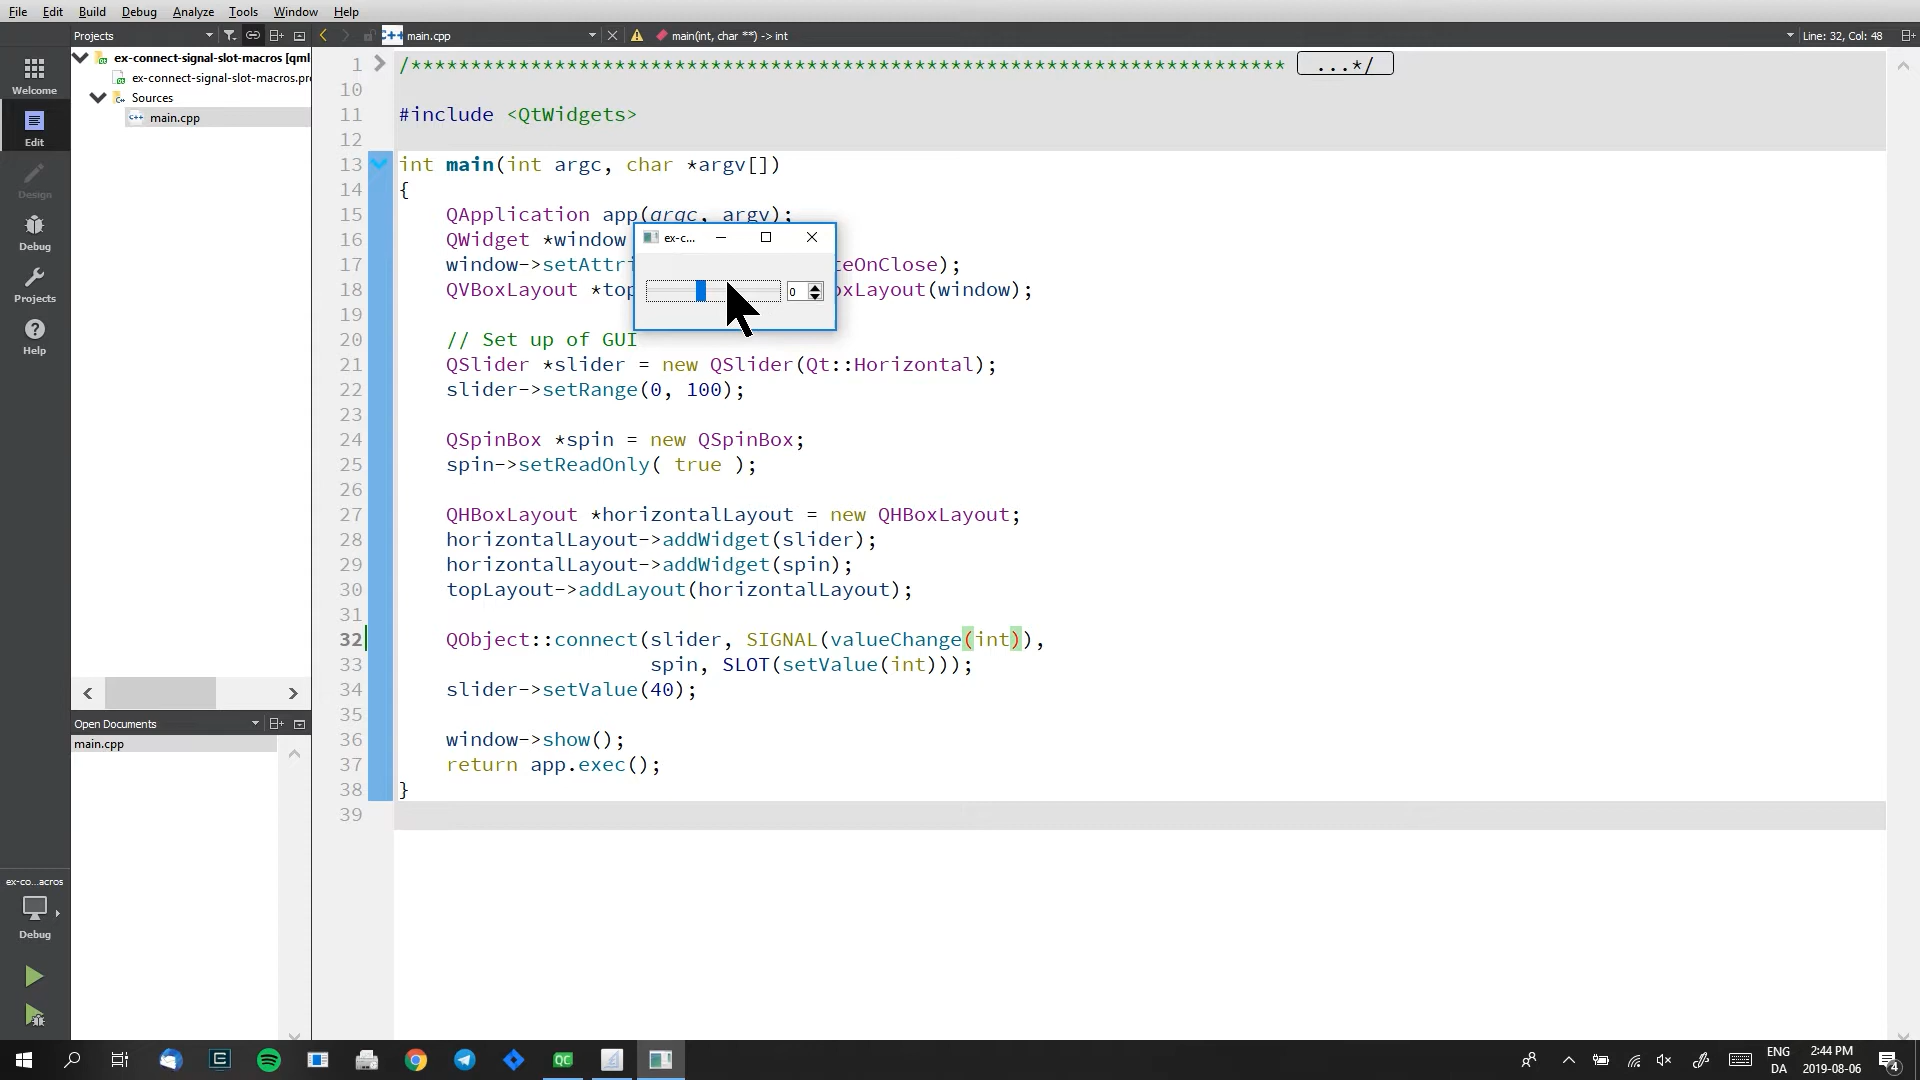 File Edit Build Debug Analyze Tools Window Help
Projects
main.cpp
main(int, char **) -> int
Line: 32, Col: 48
Welcome
Edit
Design
Debug
Projects
Help
ex-co...acros
Debug
ex-connect-signal-slot-macros [qml
ex-connect-signal-slot-macros.pr
Sources
main.cpp
Open Documents
main.cpp
1 /************************************************************************* ...*/
10
11 #include <QtWidgets>
12
13 int main(int argc, char *argv[])
14 {
15 QApplication app(argc, argv);
16 QWidget *window
17 window->setAttri eOnClose);
18 QVBoxLayout *top xLayout(window);
19
20 // Set up of GUI
21 QSlider *slider = new QSlider(Qt::Horizontal);
22 slider->setRange(0, 100);
23
24 QSpinBox *spin = new QSpinBox;
25 spin->setReadOnly( true );
26
27 QHBoxLayout *horizontalLayout = new QHBoxLayout;
28 horizontalLayout->addWidget(slider);
29 horizontalLayout->addWidget(spin);
30 topLayout->addLayout(horizontalLayout);
31
32 QObject::connect(slider, SIGNAL(valueChange(int)),
33 spin, SLOT(setValue(int)));
34 slider->setValue(40);
35
36 window->show();
37 return app.exec();
38 }
39
ex-c...
0
QC
ENG
DA
2:44 PM
2019-08-06
4